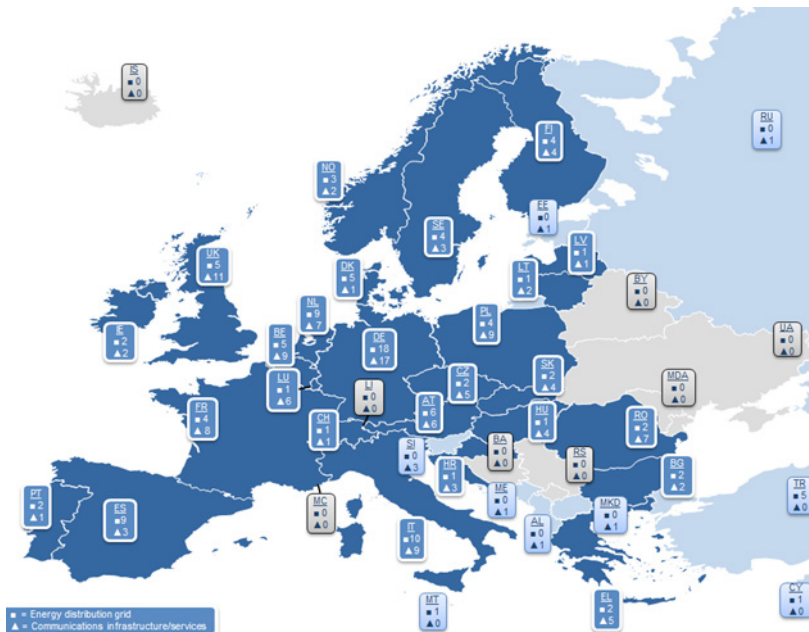 IS
■ 0
▲ 0
RU
■ 0
▲ 1
FI
■ 4
▲ 4
NO
■ 3
▲ 2
EE
■ 0
▲ 1
SE
■ 4
▲ 3
LV
■ 1
▲ 1
UK
■ 5
▲ 11
DK
■ 5
▲ 1
LT
■ 1
▲ 2
BY
■ 0
▲ 0
NL
■ 9
▲ 7
PL
■ 4
▲ 9
IE
■ 2
▲ 2
BE
■ 5
▲ 9
DE
■ 18
▲ 17
UA
■ 0
▲ 0
LU
■ 1
▲ 6
LI
■ 0
▲ 0
CZ
■ 2
▲ 5
SK
■ 2
▲ 4
MDA
■ 0
▲ 0
FR
■ 4
▲ 8
CH
■ 1
▲ 1
AT
■ 6
▲ 6
HU
■ 1
▲ 4
RO
■ 2
▲ 7
SI
■ 0
▲ 3
HR
■ 1
▲ 3
BA
■ 0
▲ 0
RS
■ 0
▲ 0
BG
■ 2
▲ 2
PT
■ 2
▲ 1
ES
■ 9
▲ 3
MC
■ 0
▲ 0
ME
■ 0
▲ 1
MKD
■ 0
▲ 1
TR
■ 5
▲ 0
IT
■ 10
▲ 9
AL
■ 0
▲ 1
MT
■ 1
▲ 0
EL
■ 2
▲ 5
CY
■ 1
▲ 0
■ = Energy distribution grid
▲ = Communications infrastructure/services